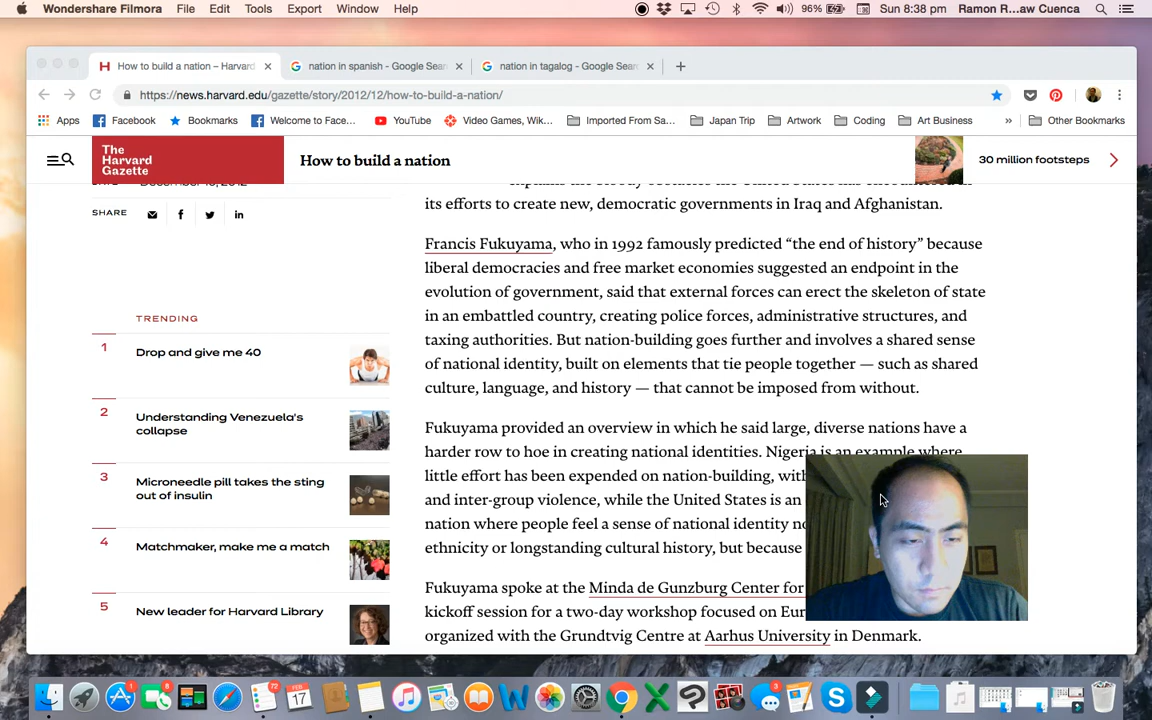 Wondershare Filmora File Edit Tools Export Window Help 96% Sun 8:38 pm Ramon R...aw Cuenca
How to build a nation – Harvard nation in spanish - Google Sear nation in tagalog - Google Sear
https://news.harvard.edu/gazette/story/2012/12/how-to-build-a-nation/
Apps Facebook Bookmarks Welcome to Face... YouTube Video Games, Wik... Imported From Sa... Japan Trip Artwork Coding Art Business » Other Bookmarks
The
Harvard
Gazette
How to build a nation
30 million footsteps
SHARE
TRENDING
1 Drop and give me 40
2 Understanding Venezuela's
collapse
3 Microneedle pill takes the sting
out of insulin
4 Matchmaker, make me a match
5 New leader for Harvard Library
its efforts to create new, democratic governments in Iraq and Afghanistan.
Francis Fukuyama, who in 1992 famously predicted “the end of history” because
liberal democracies and free market economies suggested an endpoint in the
evolution of government, said that external forces can erect the skeleton of state
in an embattled country, creating police forces, administrative structures, and
taxing authorities. But nation-building goes further and involves a shared sense
of national identity, built on elements that tie people together — such as shared
culture, language, and history — that cannot be imposed from without.
Fukuyama provided an overview in which he said large, diverse nations have a
harder row to hoe in creating national identities. Nigeria is an example where
little effort has been expended on nation-building, with
and inter-group violence, while the United States is an
nation where people feel a sense of national identity
ethnicity or longstanding cultural history, but because
Fukuyama spoke at the Minda de Gunzburg Center for
kickoff session for a two-day workshop focused on
organized with the Grundtvig Centre at Aarhus University in Denmark.
FEB
17
72
1
8
3